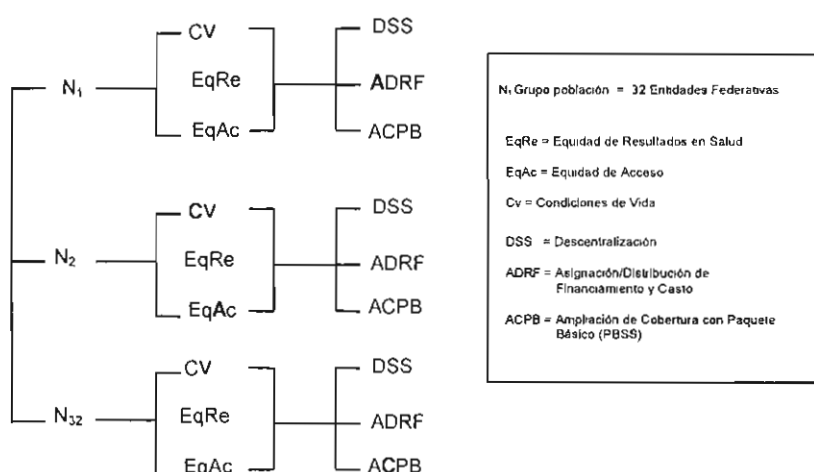 CV
DSS
N₁
EqRe
ADRF
EqAc
ACPB
CV
DSS
N₂
EqRe
ADRF
EqAc
ACPB
CV
DSS
N₃₂
EqRe
ADRF
EqAc
ACPB
N₁ Grupo población = 32 Entidades Federativas
EqRe = Equidad de Resultados en Salud
EqAc = Equidad de Acceso
Cv = Condiciones de Vida
DSS = Descentralización
ADRF = Asignación/Distribución de
Financiamiento y Casto
ACPB = Ampliación de Cobertura con Paquete
Básico (PBSS)